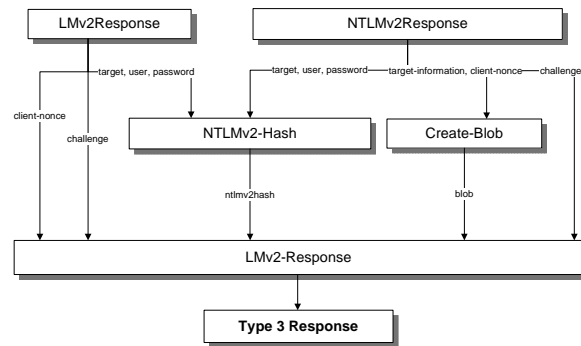 LMv2Response
NTLMv2Response
target, user, password
target, user, password
target-information, client-nonce
challenge
client-nonce
challenge
NTLMv2-Hash
Create-Blob
ntlmv2hash
blob
LMv2-Response
Type 3 Response